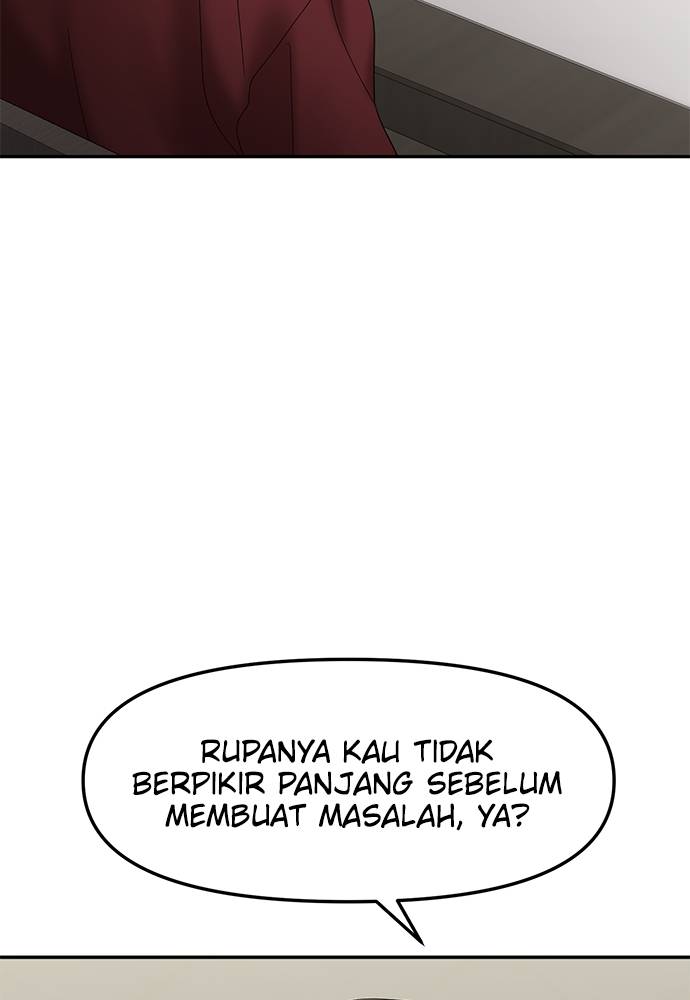 RUPANYA KAU TIDAK
BERPIKIR PANJANG SEBELUM
MEMBUAT MASALAH, YA?